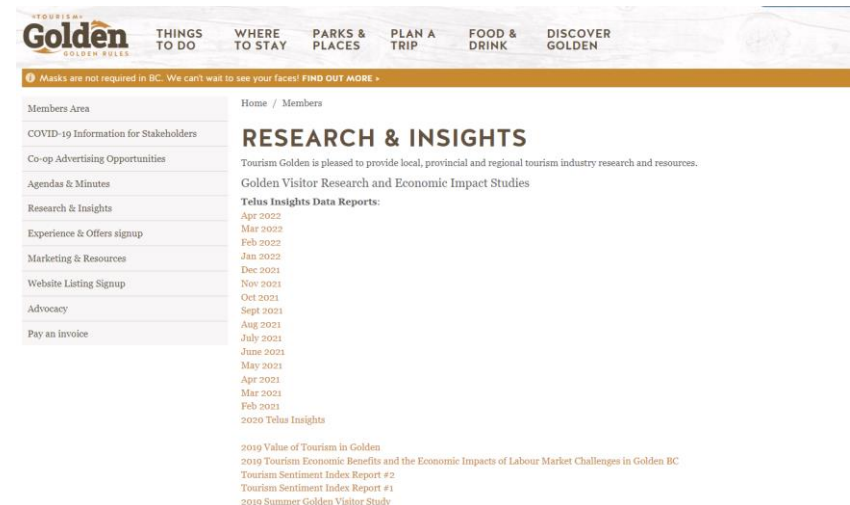 TOURISM
Golden
GOLDEN RULES
THINGS TO DO
WHERE TO STAY
PARKS & PLACES
PLAN A TRIP
FOOD & DRINK
DISCOVER GOLDEN
Masks are not required in BC. We can't wait to see your faces! FIND OUT MORE »
Members Area
COVID-19 Information for Stakeholders
Co-op Advertising Opportunities
Agendas & Minutes
Research & Insights
Experience & Offers signup
Marketing & Resources
Website Listing Signup
Advocacy
Pay an invoice
Home / Members
RESEARCH & INSIGHTS
Tourism Golden is pleased to provide local, provincial and regional tourism industry research and resources.
Golden Visitor Research and Economic Impact Studies
Telus Insights Data Reports:
Apr 2022
Mar 2022
Feb 2022
Jan 2022
Dec 2021
Nov 2021
Oct 2021
Sept 2021
Aug 2021
July 2021
June 2021
May 2021
Apr 2021
Mar 2021
Feb 2021
2020 Telus Insights
2019 Value of Tourism in Golden
2019 Tourism Economic Benefits and the Economic Impacts of Labour Market Challenges in Golden BC
Tourism Sentiment Index Report #2
Tourism Sentiment Index Report #1
2019 Summer Golden Visitor Study